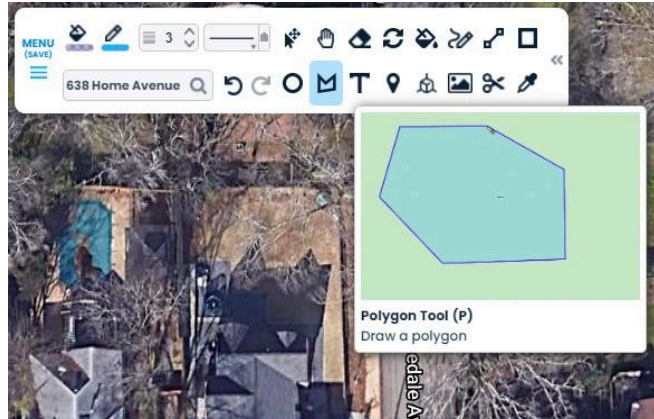 MENU
(SAVE)
3
638 Home Avenue
T
Polygon Tool (P)
Draw a polygon
edale A